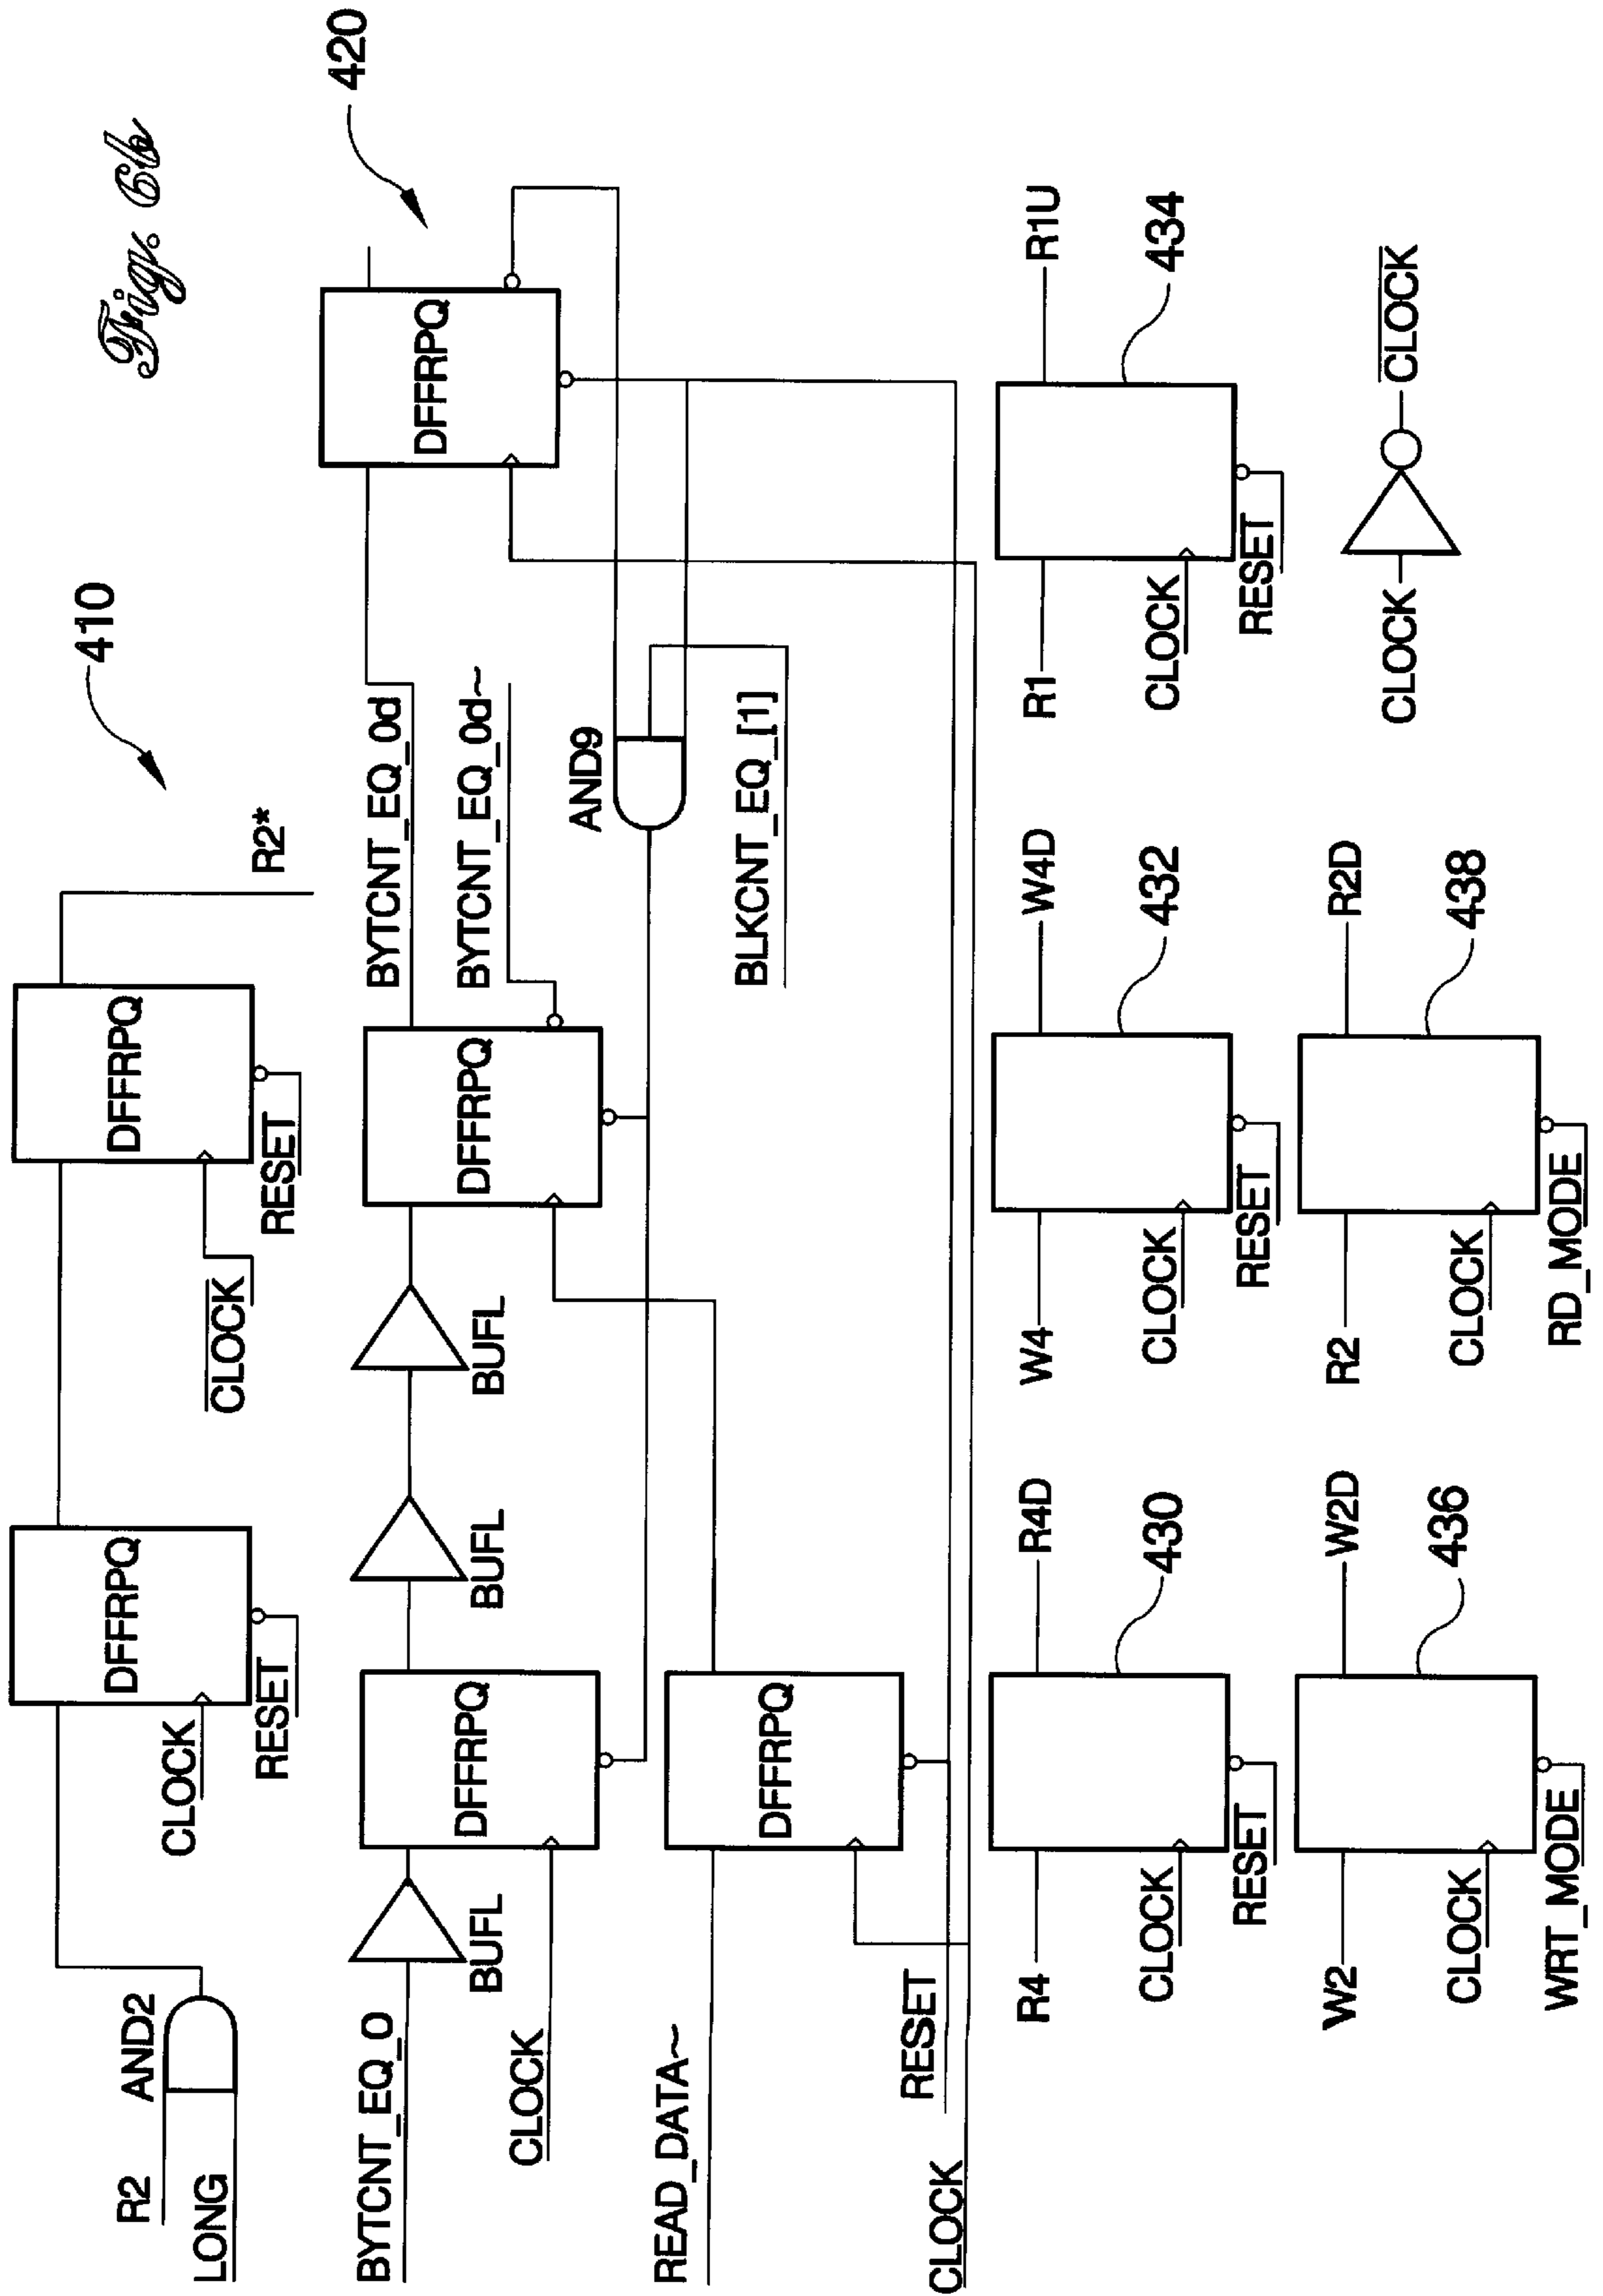 Fig. 6b
410
R2
LONG
AND2
DFFRPQ
CLOCK
RESET
DFFRPQ
CLOCK
RESET
R2*
420
BYTCNT_EQ_0
BUFL
CLOCK
DFFRPQ
BUFL
BUFL
DFFRPQ
BYTCNT_EQ_0d
BYTCNT_EQ_0d~
DFFRPQ
AND9
BLKCNT_EQ_[1]
READ_DATA~
DFFRPQ
RESET
CLOCK
R4
CLOCK
RESET
R4D
430
W4
CLOCK
RESET
W4D
432
R1
CLOCK
RESET
R1U
434
W2
CLOCK
WRT_MODE
W2D
436
R2
CLOCK
RD_MODE
R2D
438
CLOCK
CLOCK